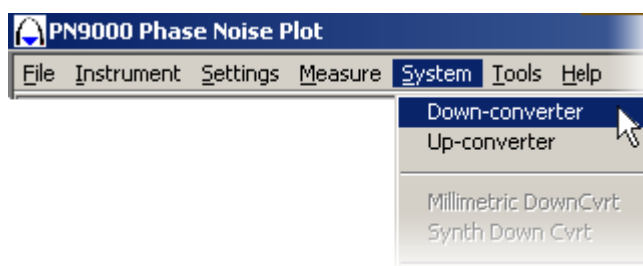 PN9000 Phase Noise Plot
File Instrument Settings Measure System Tools Help
Down-converter
Up-converter
Millimetric DownCvrt
Synth Down Cvrt